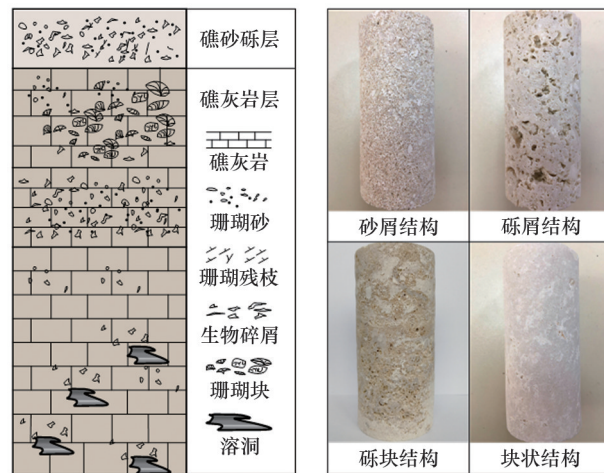 礁砂砾层
礁灰岩层
礁灰岩
珊瑚砂
珊瑚残枝
生物碎屑
珊瑚块
溶洞
砂屑结构
砾屑结构
砾块结构
块状结构